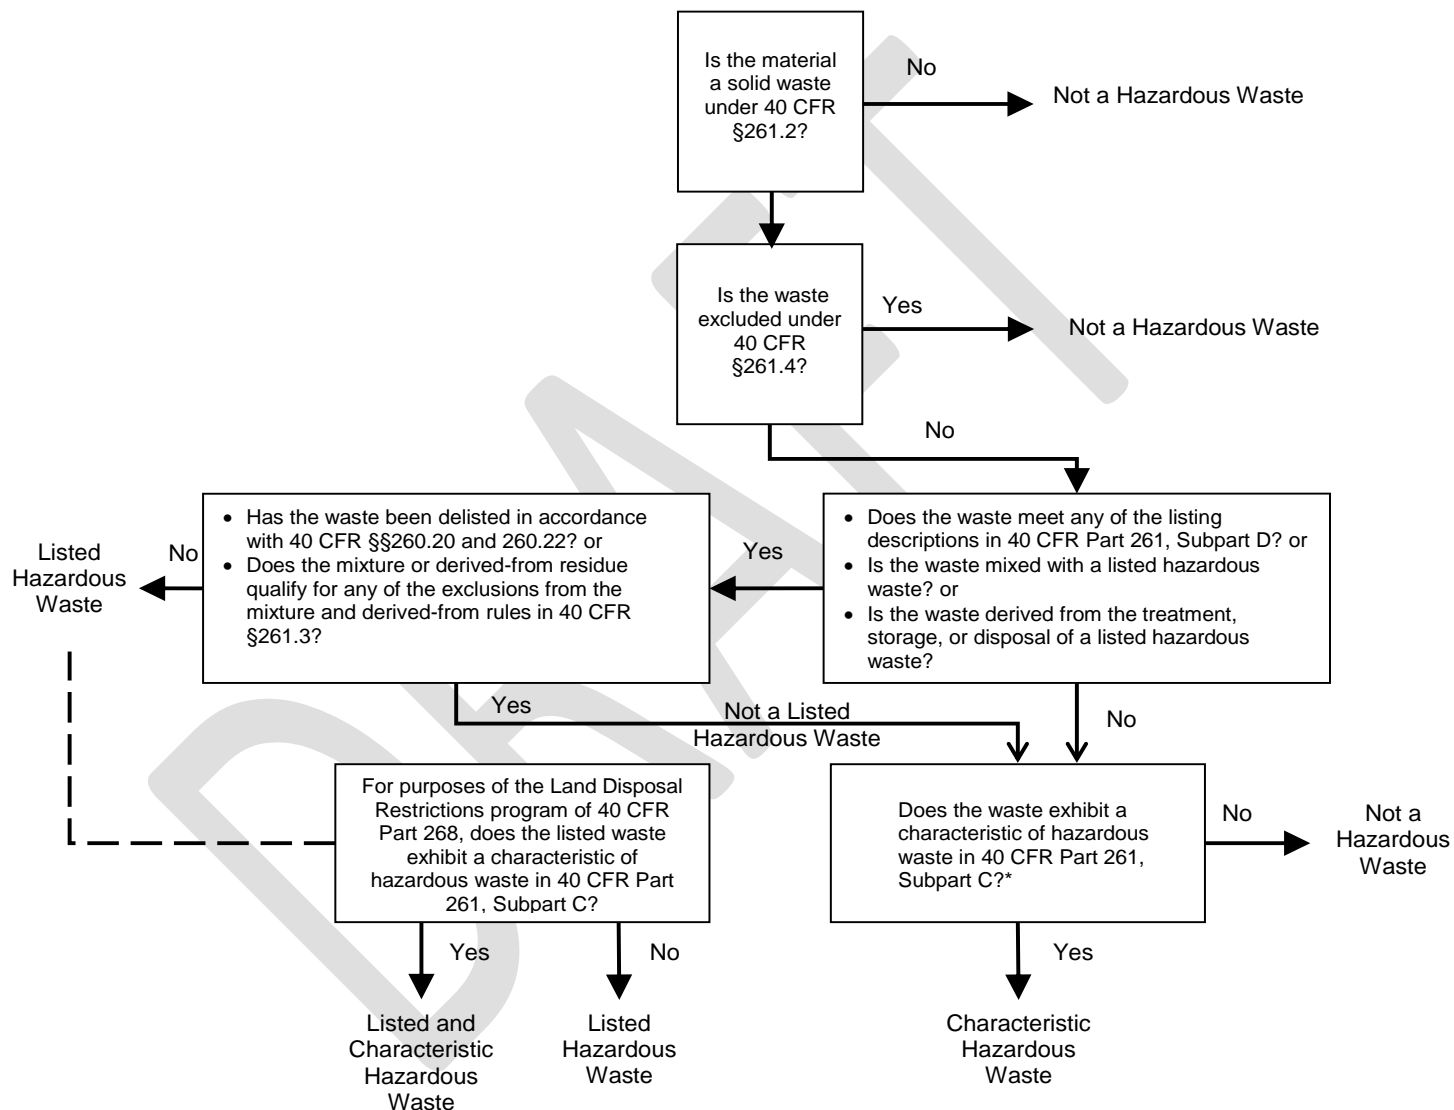 Is the material
a solid waste
under 40 CFR
§261.2?
No
Not a Hazardous Waste
Is the waste
excluded under
40 CFR
§261.4?
Yes
Not a Hazardous Waste
No
• Does the waste meet any of the listing
descriptions in 40 CFR Part 261, Subpart D? or
• Is the waste mixed with a listed hazardous
waste? or
• Is the waste derived from the treatment,
storage, or disposal of a listed hazardous
waste?
Yes
• Has the waste been delisted in accordance
with 40 CFR §§260.20 and 260.22? or
• Does the mixture or derived-from residue
qualify for any of the exclusions from the
mixture and derived-from rules in 40 CFR
§261.3?
No
Listed
Hazardous
Waste
Yes
Not a Listed
Hazardous Waste
No
For purposes of the Land Disposal
Restrictions program of 40 CFR
Part 268, does the listed waste
exhibit a characteristic of
hazardous waste in 40 CFR Part
261, Subpart C?
Does the waste exhibit a
characteristic of hazardous
waste in 40 CFR Part 261,
Subpart C?*
No
Not a
Hazardous
Waste
Yes
No
Yes
Listed and
Characteristic
Hazardous
Waste
Listed
Hazardous
Waste
Characteristic
Hazardous
Waste
DRAFT